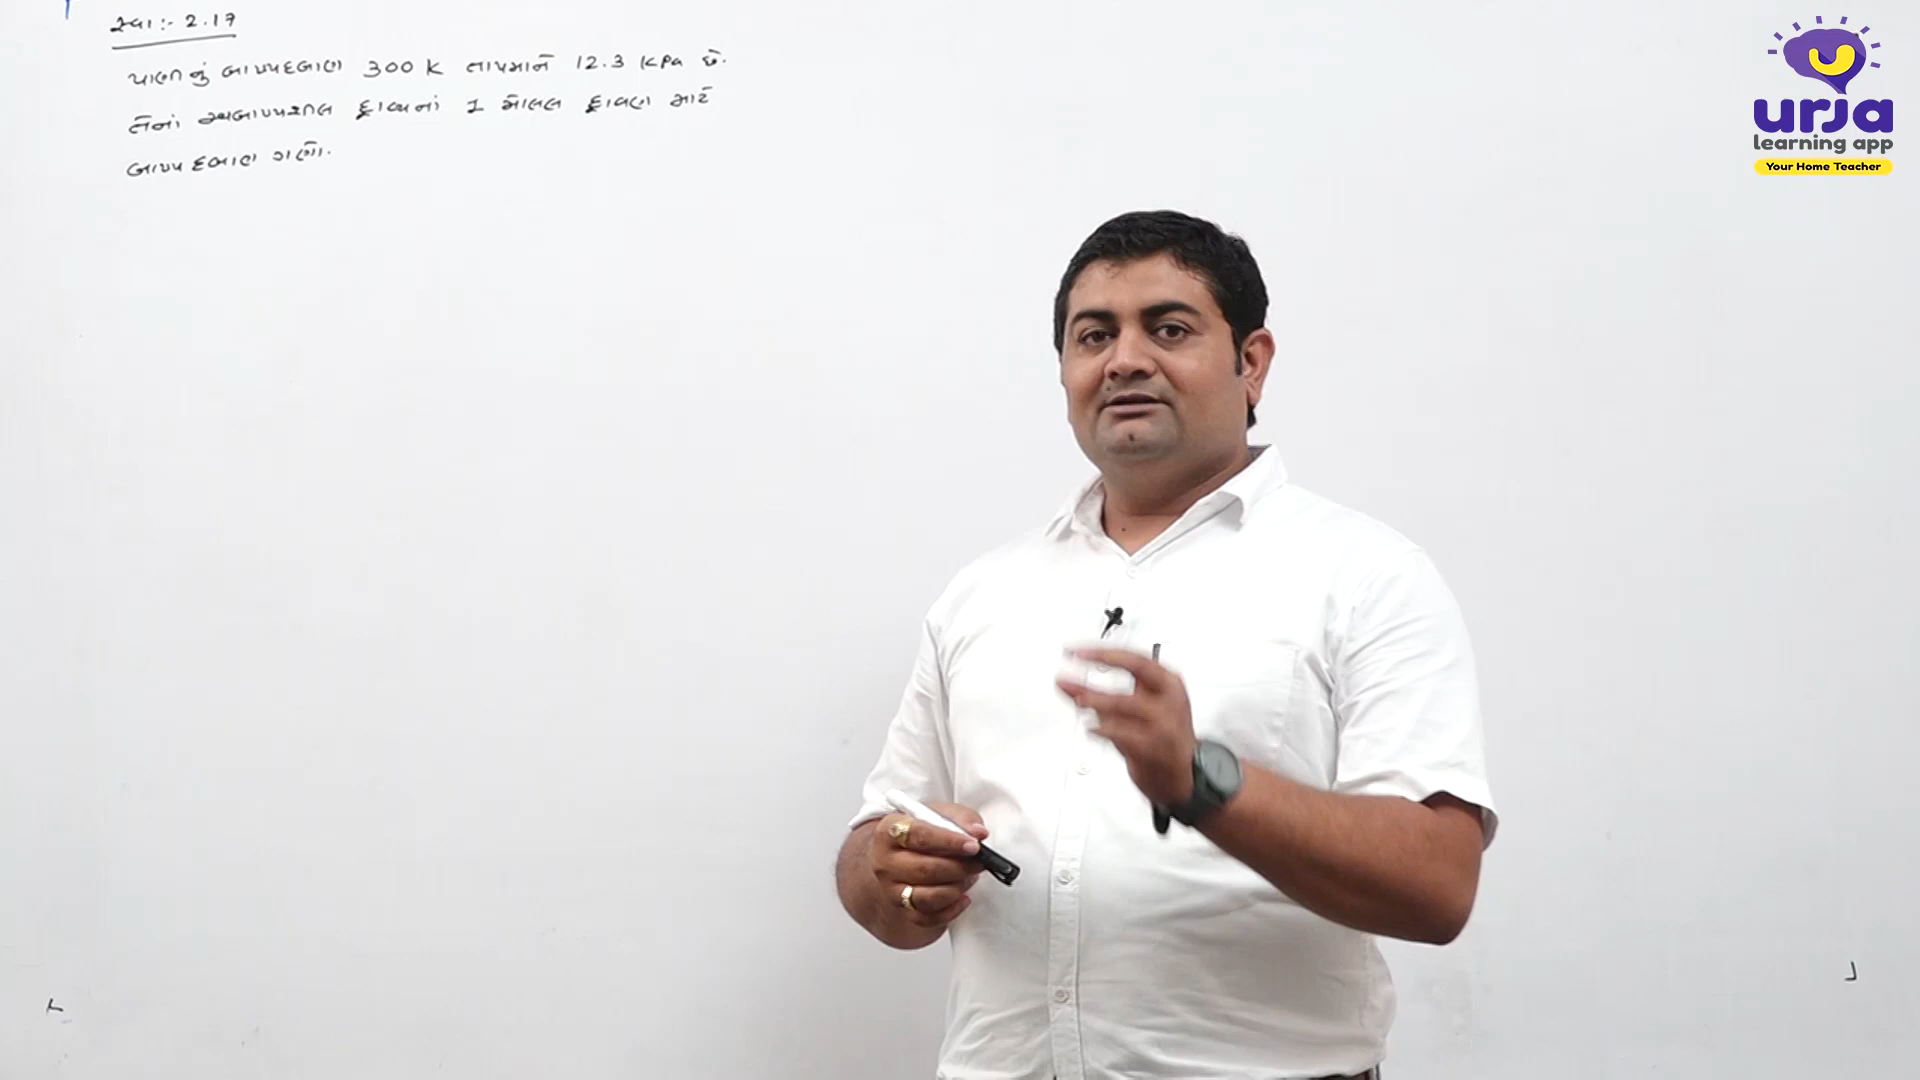 સ્વા :- 2.17
પાણીનું બાષ્પદબાણ 300 K તાપમાને 12.3 KPa છે.
તેનાં અબાષ્પશીલ દ્રાવ્યનાં 1 મોલલ દ્રાવણ માટે
બાષ્પ દબાણ ગણો.
urja
learning app
Your Home Teacher